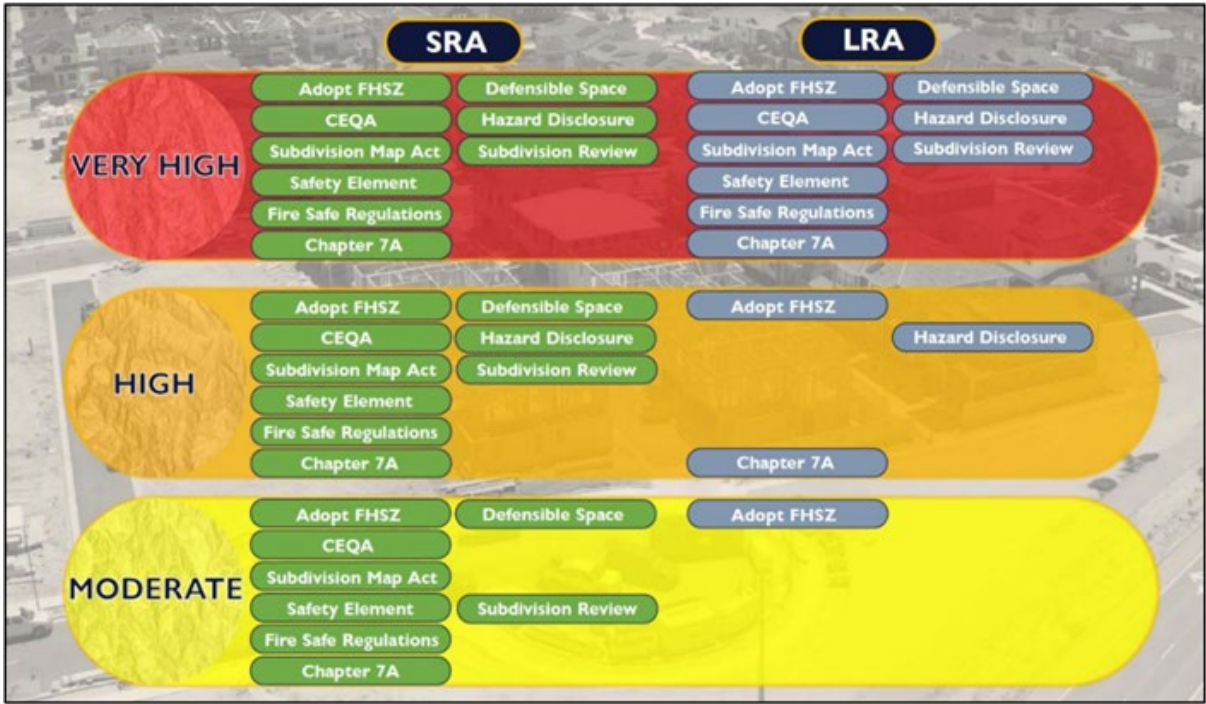 SRA LRA
Adopt FHSZ Defensible Space Adopt FHSZ Defensible Space
CEQA Hazard Disclosure CEQA Hazard Disclosure
VERY HIGH Subdivision Map Act Subdivision Review Subdivision Map Act Subdivision Review
Safety Element Safety Element
Fire Safe Regulations Fire Safe Regulations
Chapter 7A Chapter 7A
Adopt FHSZ Defensible Space Adopt FHSZ
CEQA Hazard Disclosure Hazard Disclosure
HIGH Subdivision Map Act Subdivision Review
Safety Element
Fire Safe Regulations
Chapter 7A Chapter 7A
Adopt FHSZ Defensible Space Adopt FHSZ
CEQA
Subdivision Map Act
MODERATE Safety Element Subdivision Review
Fire Safe Regulations
Chapter 7A